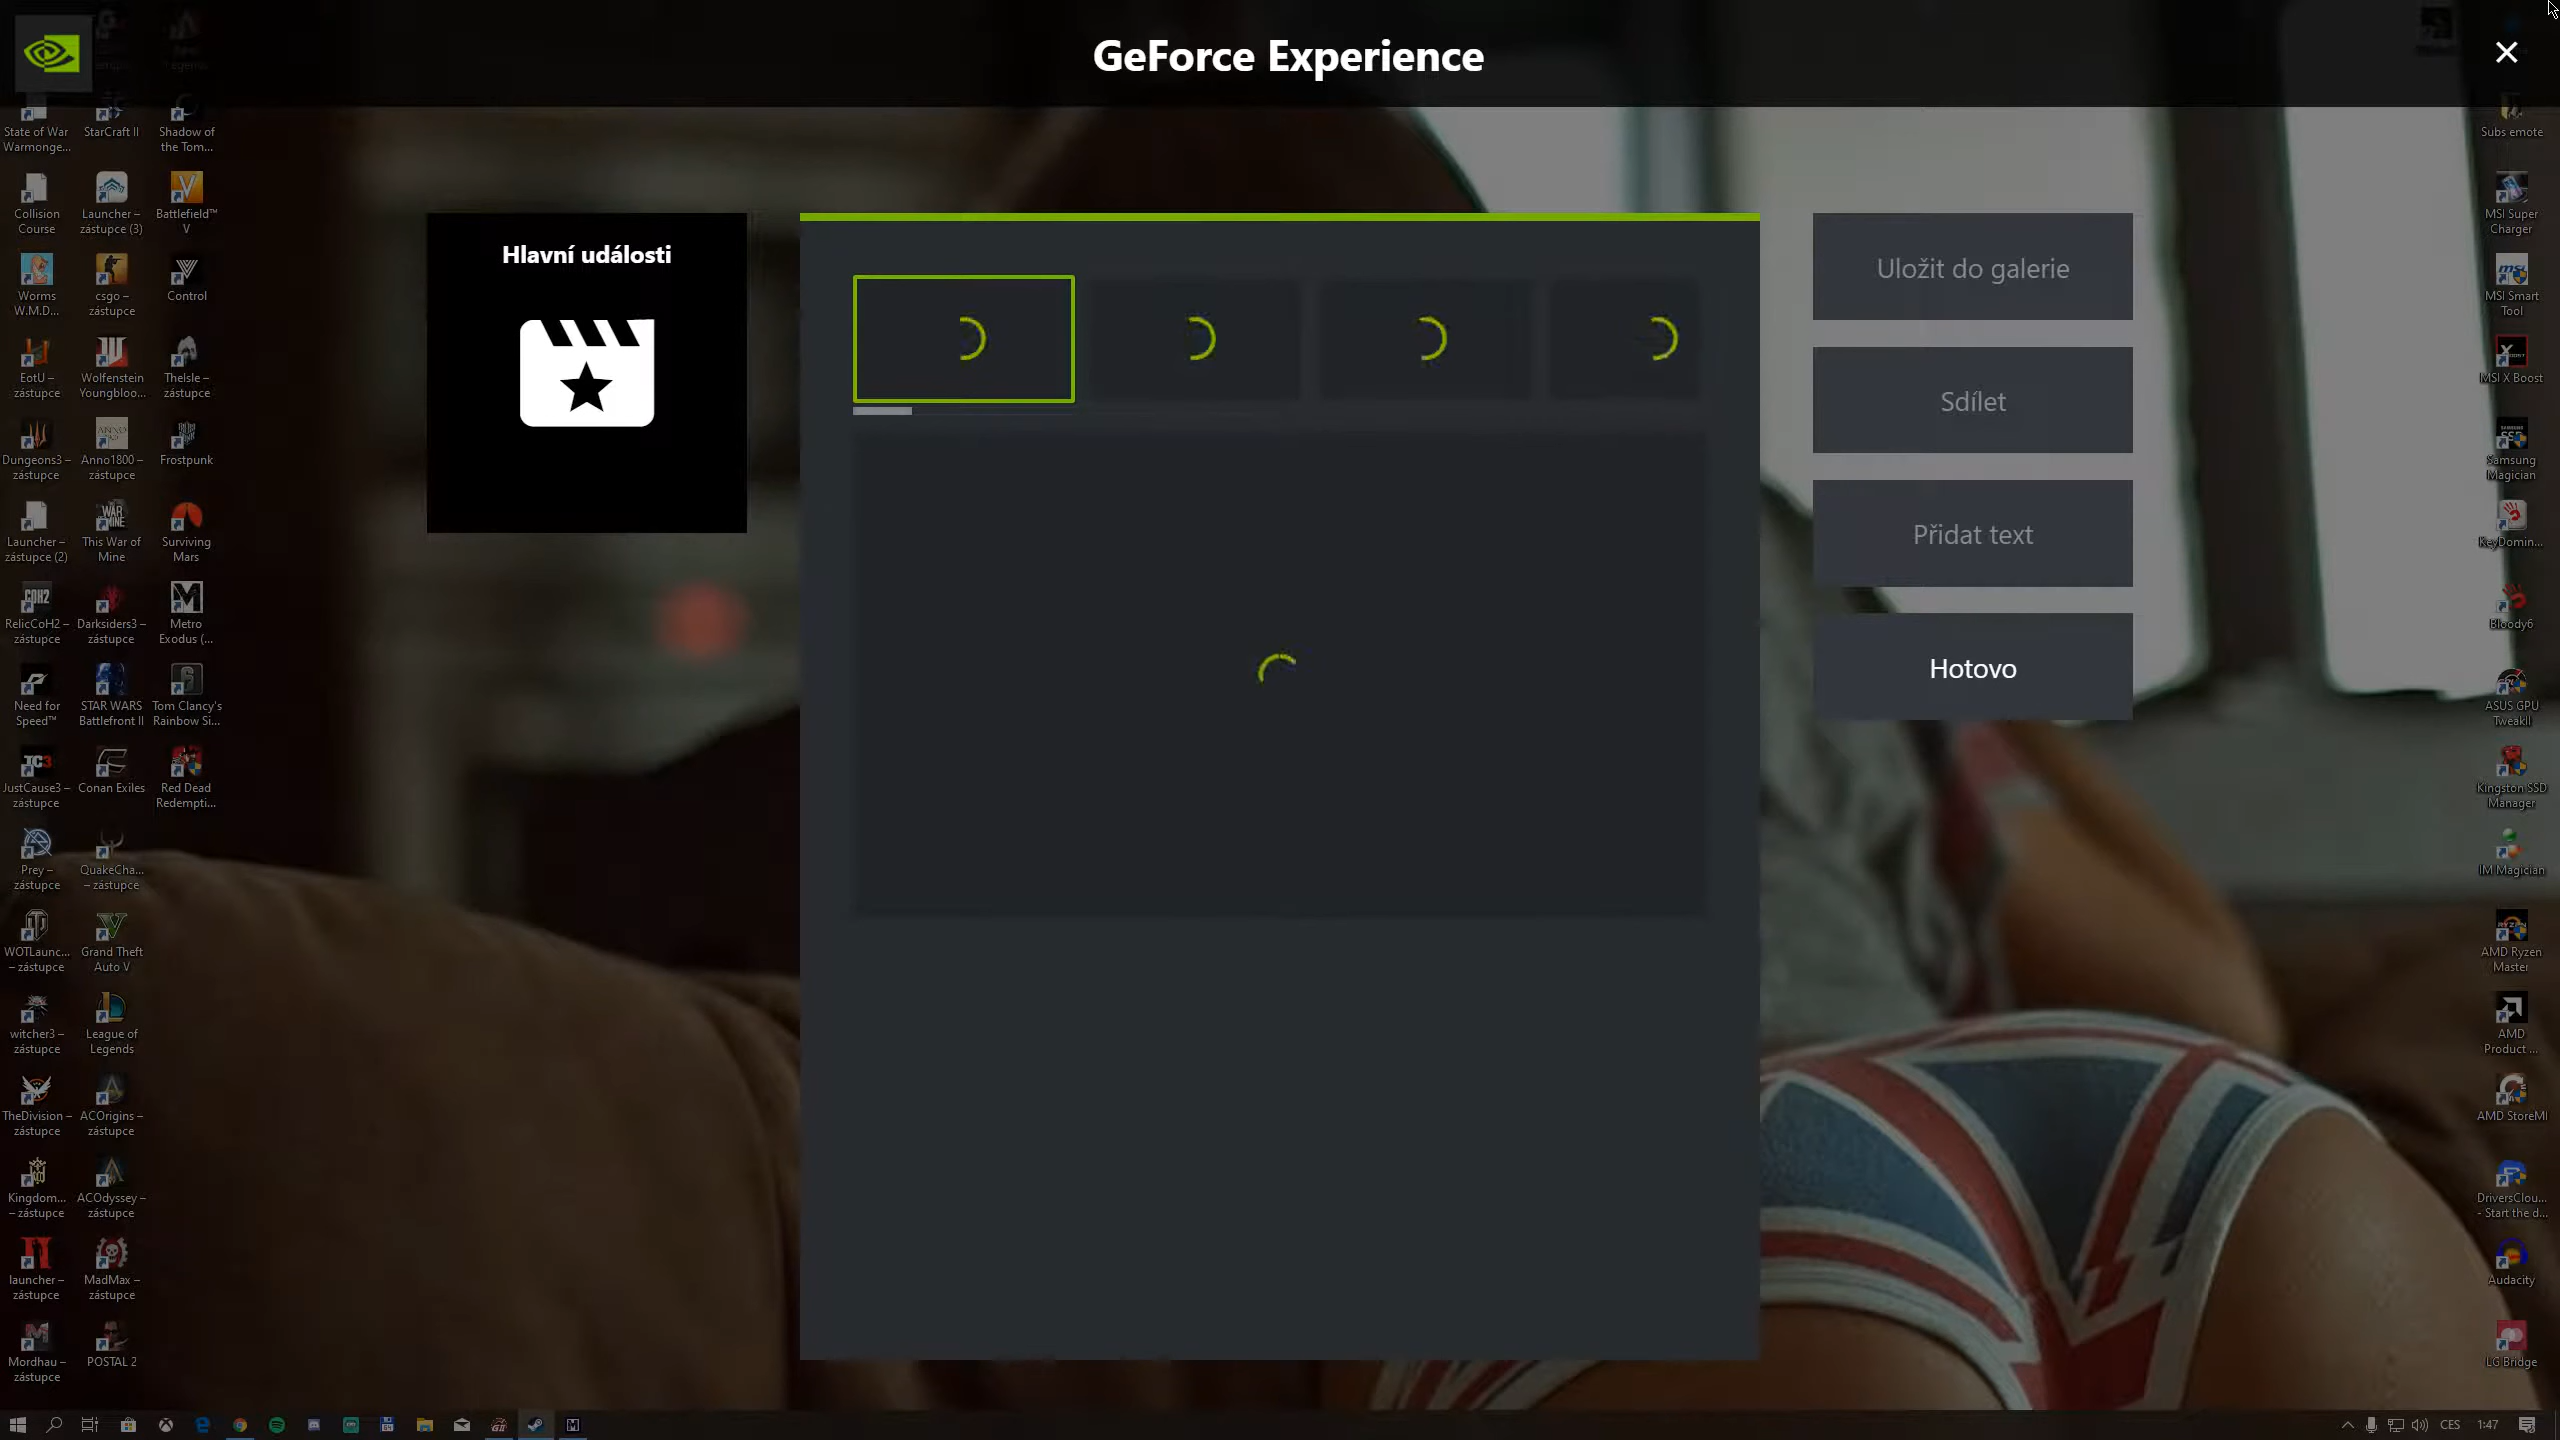 GeForce Experience
Hlavní události
Uložit do galerie
Sdílet
Přidat text
Hotovo
State of War
Warmonge...
StarCraft II
Shadow of
the Tom...
Collision
Course
Launcher –
zástupce (3)
Battlefield™
V
Worms
W.M.D...
csgo –
zástupce
Control
EotU –
zástupce
Wolfenstein
Youngbloo...
TheIsle –
zástupce
Dungeons3 –
zástupce
Anno1800 –
zástupce
Frostpunk
Launcher –
zástupce (2)
This War of
Mine
Surviving
Mars
RelicCoH2 –
zástupce
Darksiders3 –
zástupce
Metro
Exodus (...
Need for
Speed™
STAR WARS
Battlefront II
Tom Clancy's
Rainbow Si...
JustCause3 –
zástupce
Conan Exiles
Red Dead
Redempti...
Prey –
zástupce
QuakeCha...
– zástupce
WOTLaunc...
– zástupce
Grand Theft
Auto V
witcher3 –
zástupce
League of
Legends
TheDivision –
zástupce
ACOrigins –
zástupce
Kingdom...
– zástupce
ACOdyssey –
zástupce
launcher –
zástupce
MadMax –
zástupce
Mordhau –
zástupce
POSTAL 2
Subs emote
MSI Super
Charger
MSI Smart
Tool
MSI X Boost
Samsung
Magician
KeyDomin...
Bloody6
ASUS GPU
TweakII
Kingston SSD
Manager
IM Magician
AMD Ryzen
Master
AMD
Product ...
AMD StoreMI
DriversClou...
- Start the d...
Audacity
LG Bridge
CES
1:47